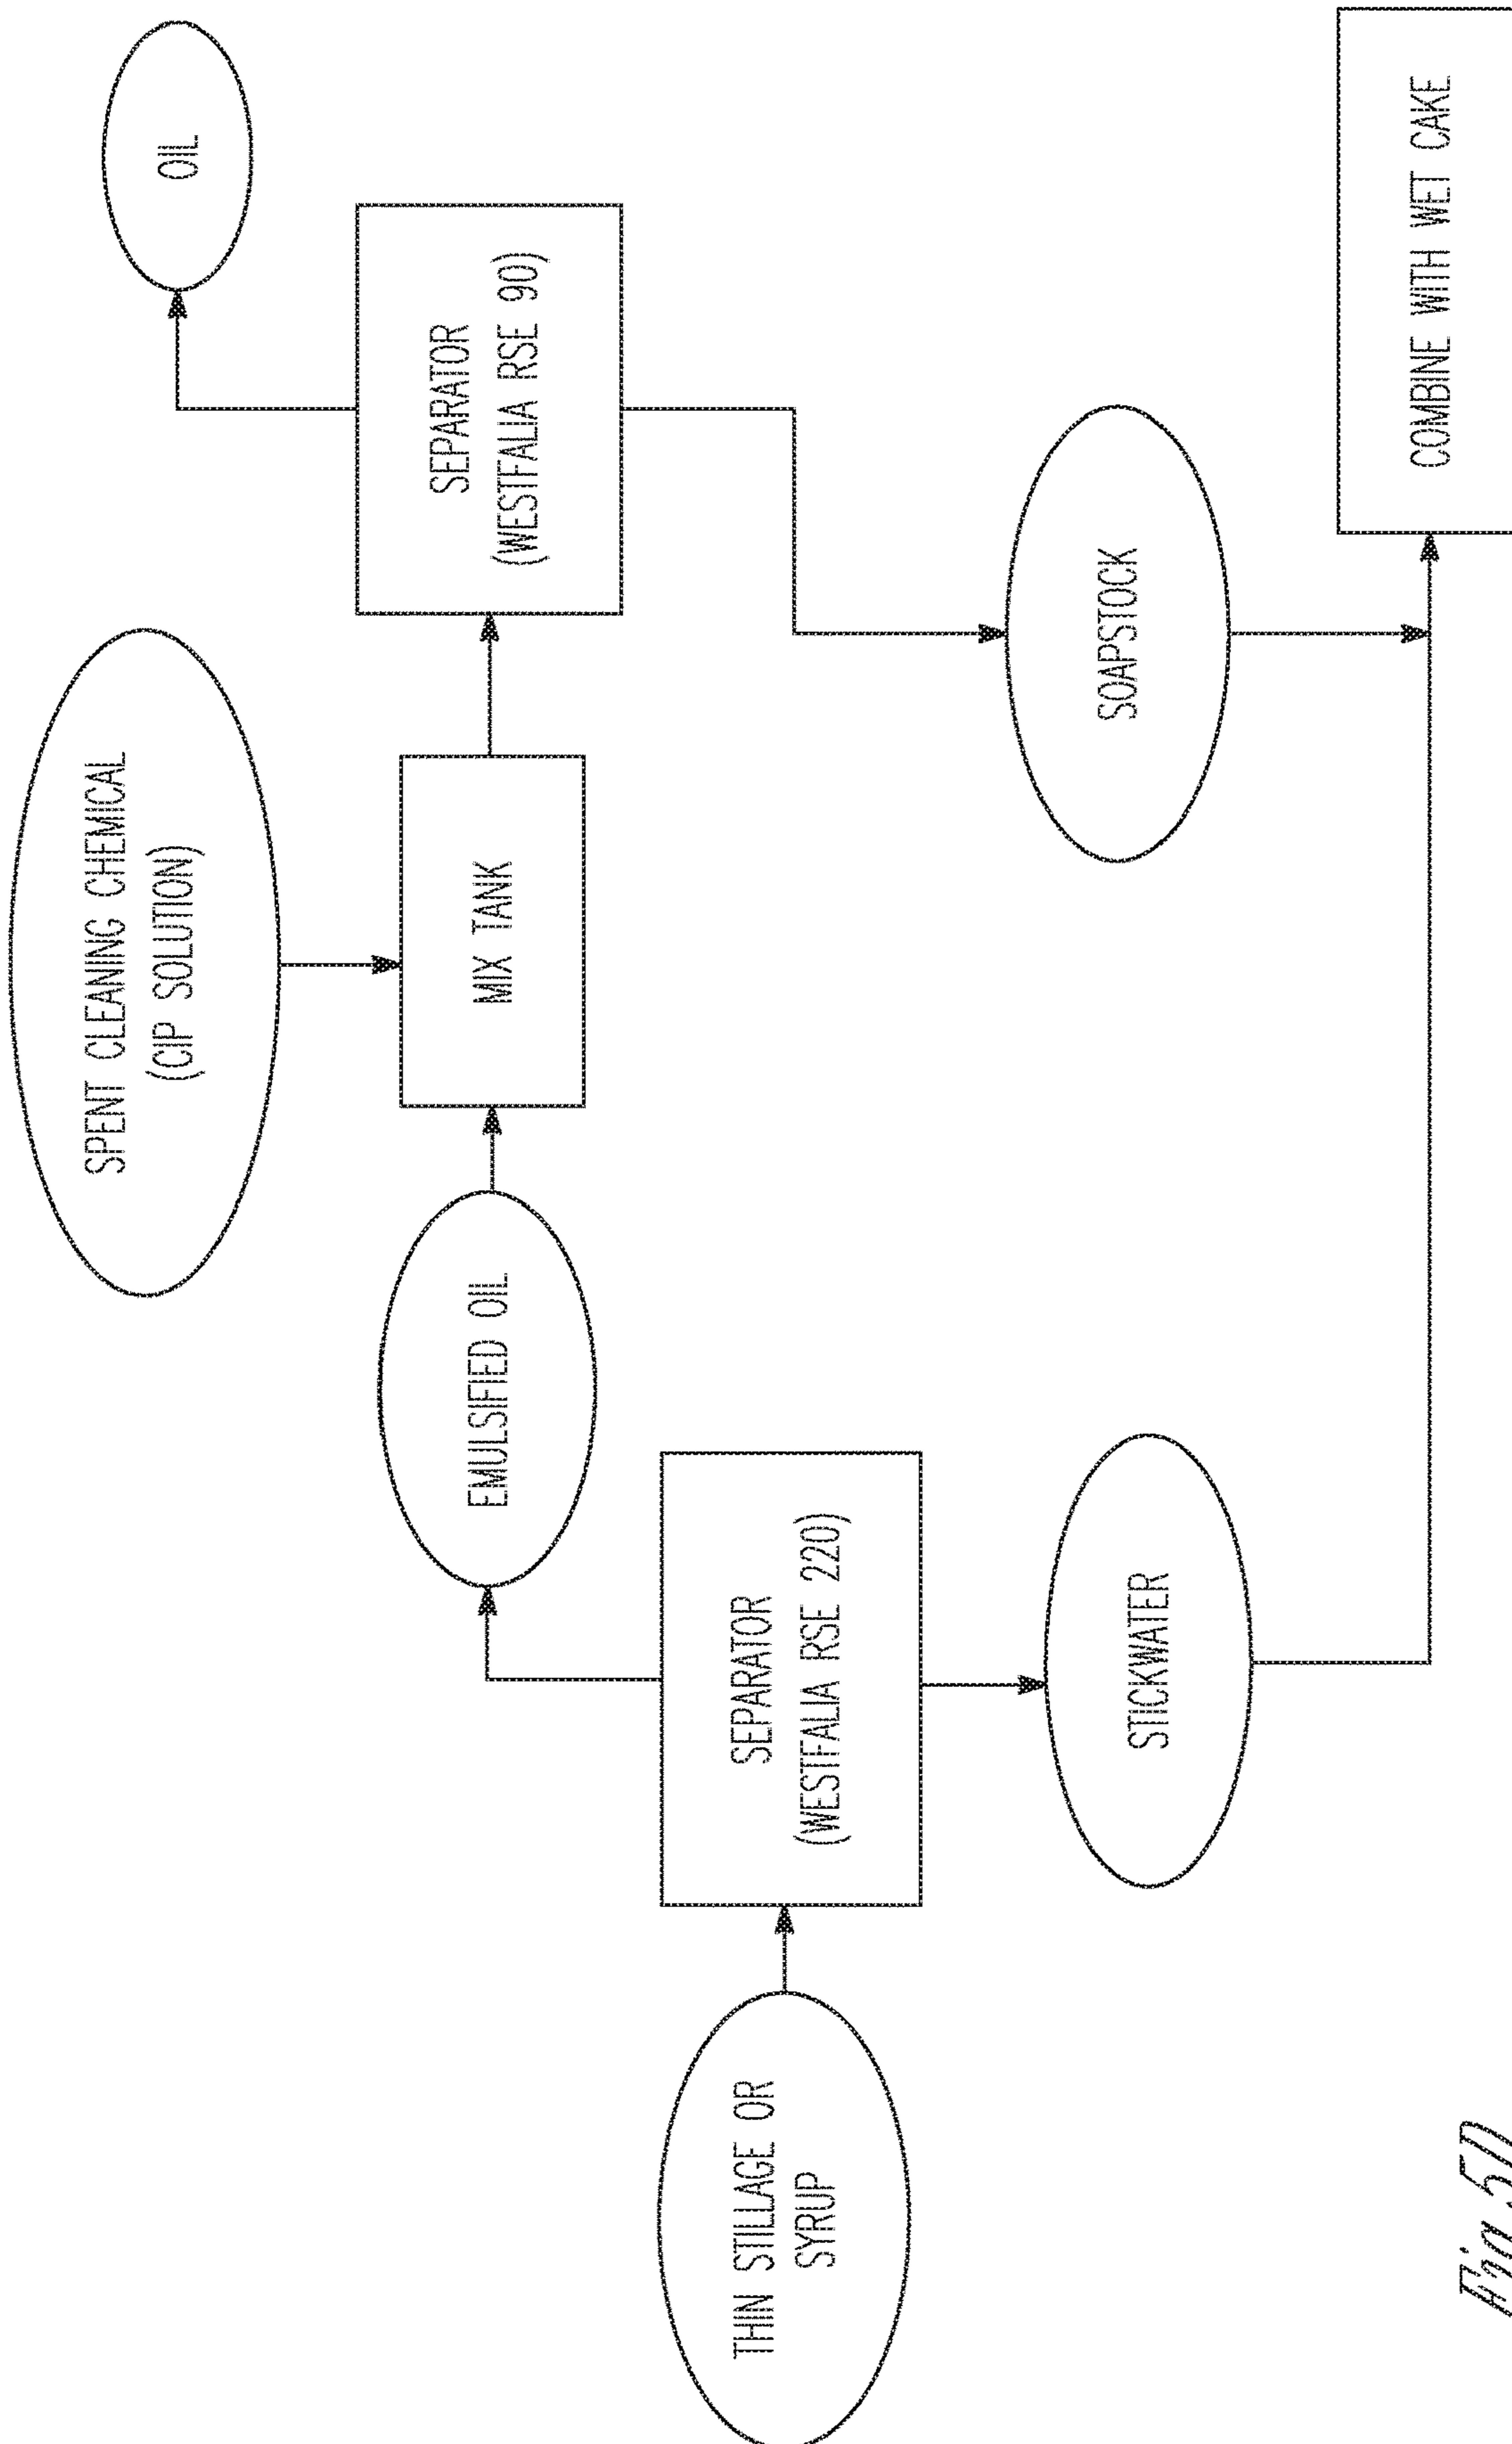 THIN STILLAGE OR
SYRUP
SEPARATOR
(WESTFALIA RSE 220)
STICKWATER
EMULSIFIED OIL
SPENT CLEANING CHEMICAL
(CIP SOLUTION)
MIX TANK
SEPARATOR
(WESTFALIA RSE 90)
OIL
SOAPSTOCK
COMBINE WITH WET CAKE
Fig. 5D